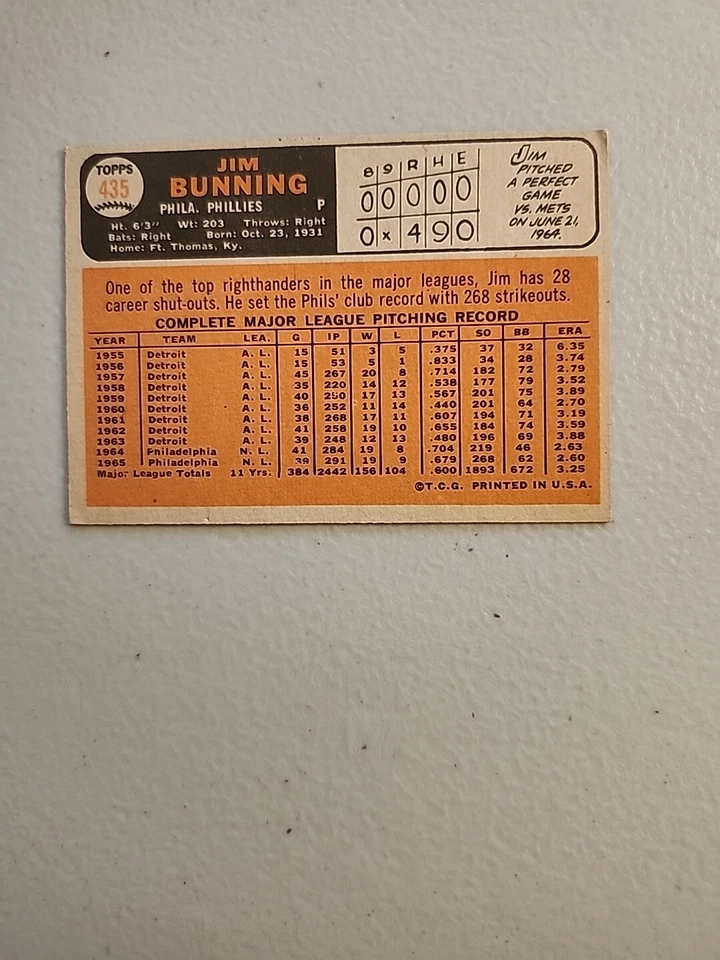 TOPPS
435
JIM
BUNNING
PHILA. PHILLIES P
Ht. 6'3" Wt: 203 Throws: Right
Bats: Right Born: Oct. 23, 1931
Home: Ft. Thomas, Ky.
8 9 R H E
0 0 0 0 0
0 x 4 9 0
JIM
PITCHED
A PERFECT
GAME
VS. METS
ON JUNE 21,
1964.
One of the top righthanders in the major leagues, Jim has 28
career shut-outs. He set the Phils' club record with 268 strikeouts.
COMPLETE MAJOR LEAGUE PITCHING RECORD
YEAR TEAM LEA. G IP W L PCT SO BB ERA
1955 Detroit A. L. 15 51 3 5 .375 37 32 6.35
1956 Detroit A. L. 15 53 5 1 .833 34 28 3.74
1957 Detroit A. L. 45 267 20 8 .714 182 72 2.79
1958 Detroit A. L. 35 220 14 12 .538 177 79 3.52
1959 Detroit A. L. 40 250 17 13 .567 201 75 3.89
1960 Detroit A. L. 36 252 11 14 .440 201 64 2.70
1961 Detroit A. L. 38 268 17 11 .607 194 71 3.19
1962 Detroit A. L. 41 258 19 10 .655 184 74 3.59
1963 Detroit A. L. 39 248 12 13 .480 196 69 3.88
1964 Philadelphia N. L. 41 284 19 8 .704 219 46 2.63
1965 Philadelphia N. L. 39 291 19 9 .679 268 62 2.60
Major League Totals 11 Yrs. 384 2442 156 104 .600 1893 672 3.25
©T.C.G. PRINTED IN U.S.A.